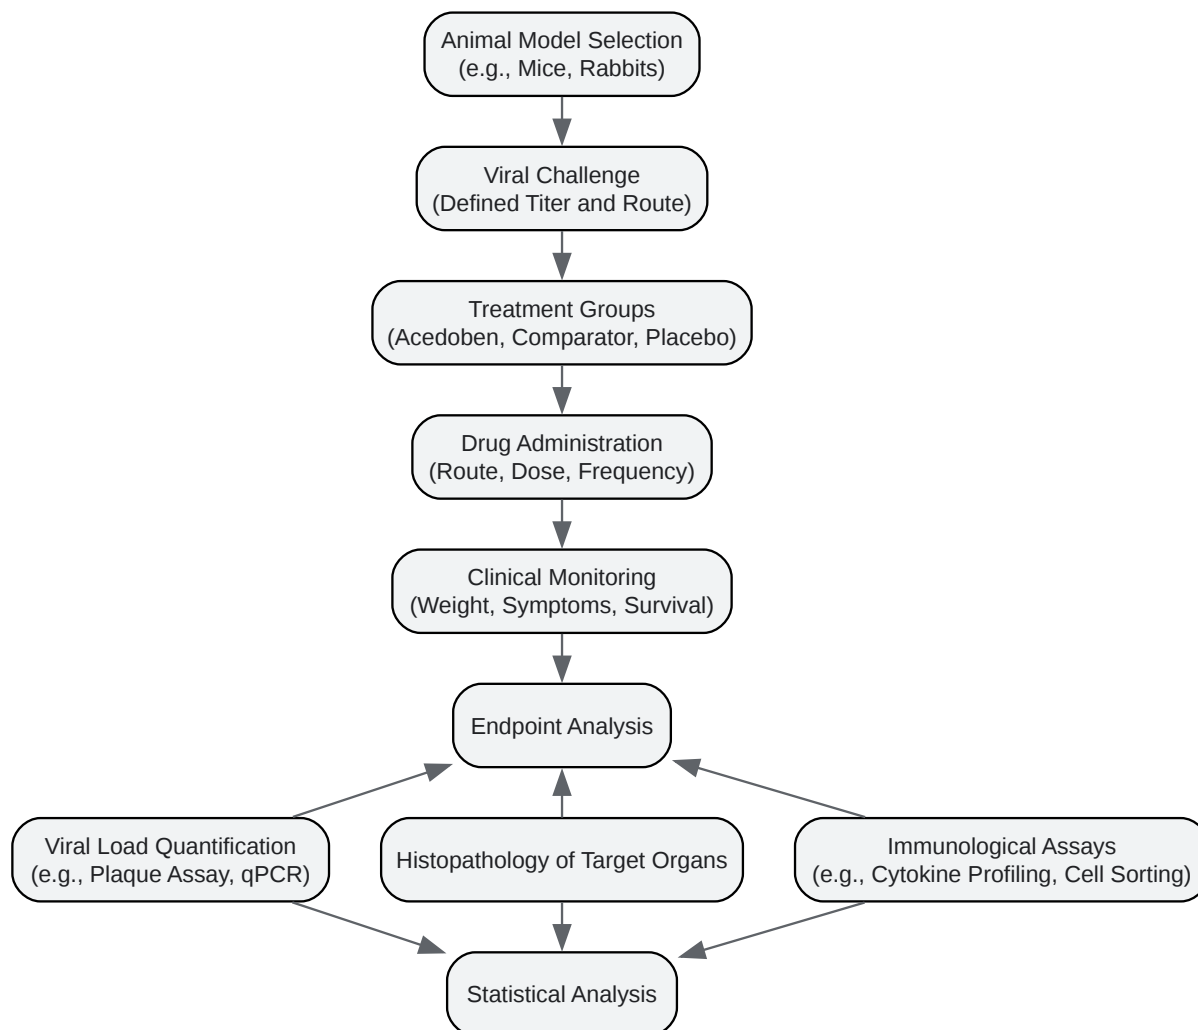 Animal Model Selection
(e.g., Mice, Rabbits)
Viral Challenge
(Defined Titer and Route)
Treatment Groups
(Acedoben, Comparator, Placebo)
Drug Administration
(Route, Dose, Frequency)
Clinical Monitoring
(Weight, Symptoms, Survival)
Endpoint Analysis
Viral Load Quantification
(e.g., Plaque Assay, qPCR)
Histopathology of Target Organs
Immunological Assays
(e.g., Cytokine Profiling, Cell Sorting)
Statistical Analysis